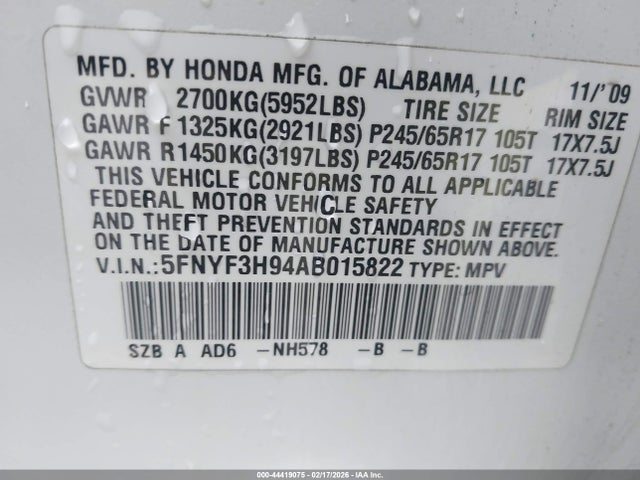 MFD. BY HONDA MFG. OF ALABAMA, LLC 11/'09
GVWR 2700KG(5952LBS) TIRE SIZE RIM SIZE
GAWR F 1325KG(2921LBS) P245/65R17 105T 17X7.5J
GAWR R 1450KG(3197LBS) P245/65R17 105T 17X7.5J
THIS VEHICLE CONFORMS TO ALL APPLICABLE
FEDERAL MOTOR VEHICLE SAFETY
AND THEFT PREVENTION STANDARDS IN EFFECT
ON THE DATE OF MANUFACTURE SHOWN ABOVE.
V.I.N.:5FNYF3H94AB015822 TYPE: MPV
SZB A AD6 -NH578 -B -B
000-44419075 - 02/17/2026 - IAAI.com